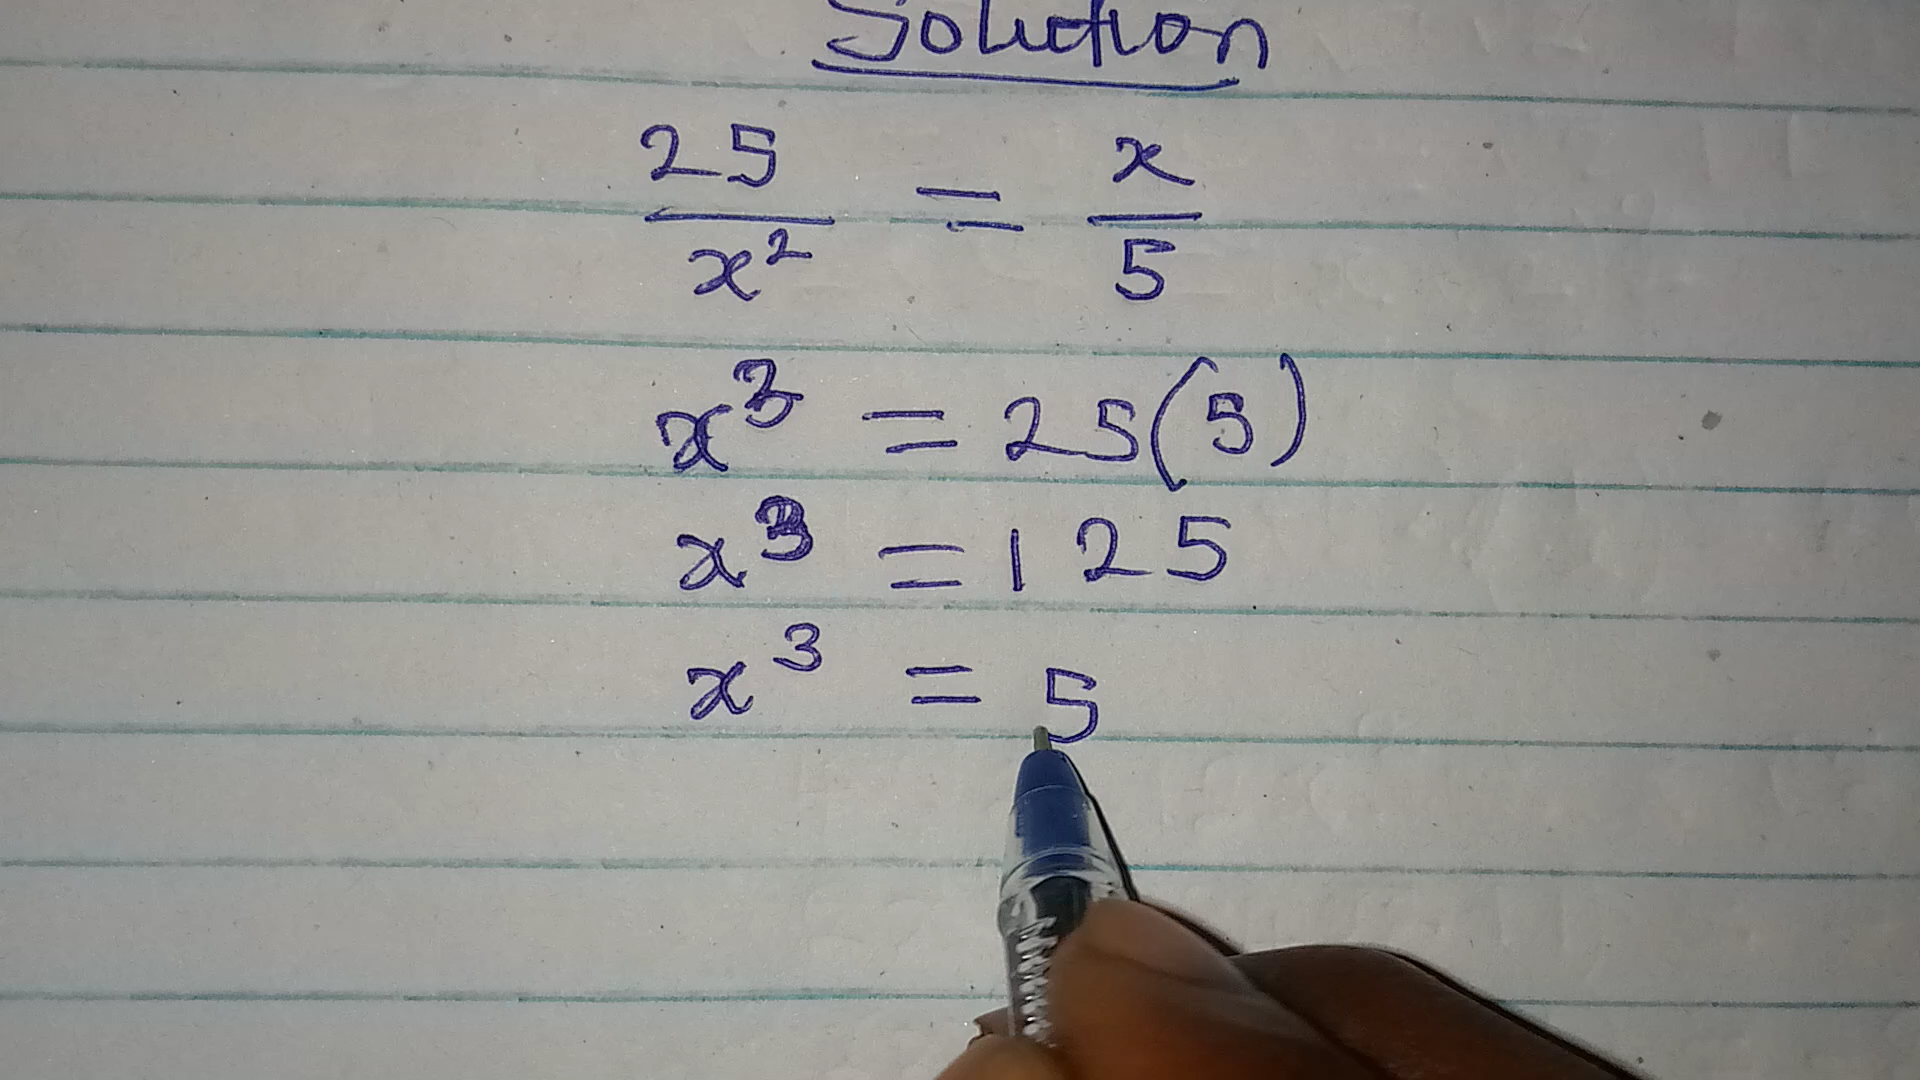 Solution
25/x² = x/5
x³ = 25(5)
x³ = 125
x³ = 5